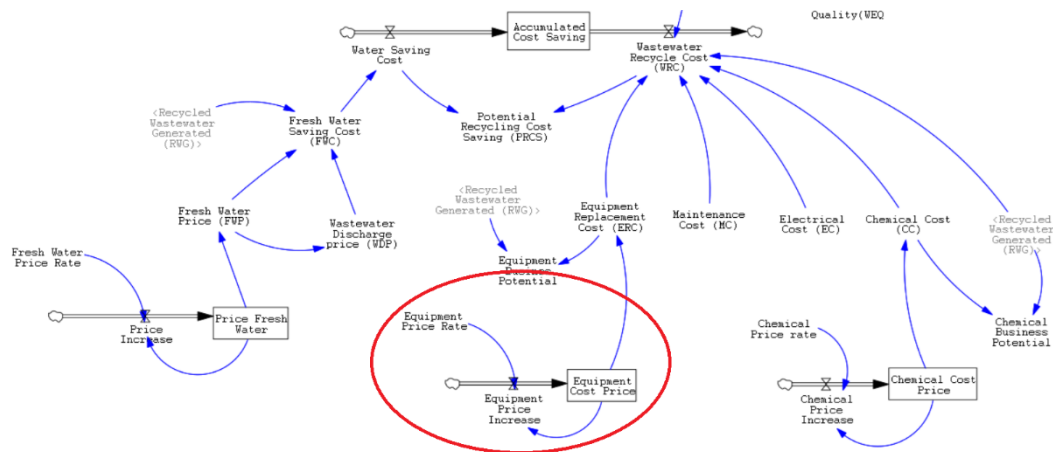 Quality(WEQ
Accumulated
Cost Saving
Water Saving
Cost
Wastewater
Recycle Cost
(WRC)
<Recycled
Wastewater
Generated
(RWG)>
Fresh Water
Saving Cost
(FWC)
Potential
Recycling Cost
Saving (PRCS)
<Recycled
Wastewater
Generated (RWG)>
Fresh Water
Price (FWP)
Wastewater
Discharge
price (WDP)
Equipment
Replacement
Cost (ERC)
Maintenance
Cost (MC)
Electrical
Cost (EC)
Chemical Cost
(CC)
<Recycled
Wastewater
Generated
(RWG)>
Fresh Water
Price Rate
Equipment
Business
Potential
Price Increase
Price Fresh
Water
Equipment
Price Rate
Chemical
Price rate
Chemical
Business
Potential
Equipment
Price
Increase
Equipment
Cost Price
Chemical
Price
Increase
Chemical Cost
Price